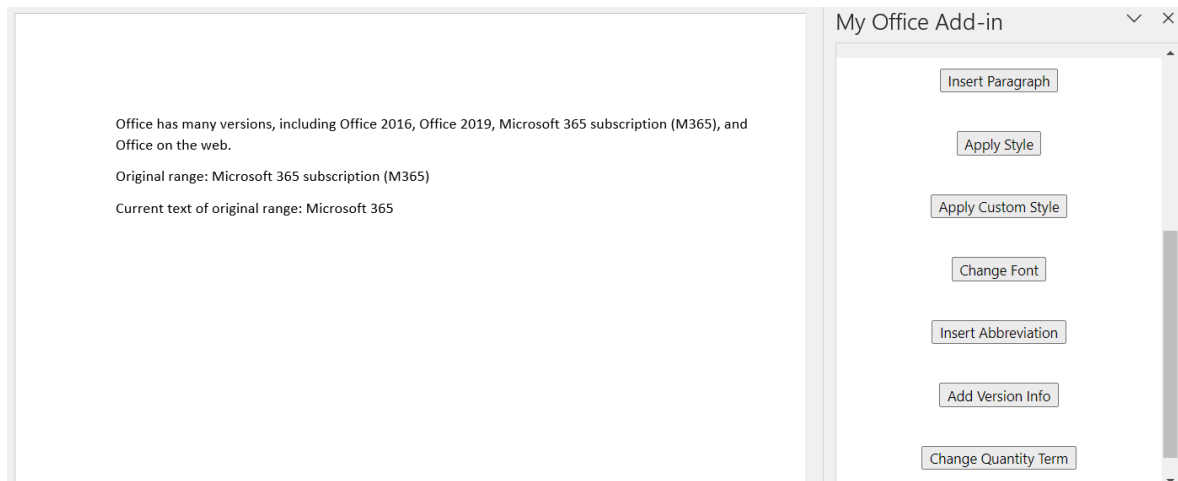 Office has many versions, including Office 2016, Office 2019, Microsoft 365 subscription (M365), and
Office on the web.
Original range: Microsoft 365 subscription (M365)
Current text of original range: Microsoft 365
My Office Add-in
Insert Paragraph
Apply Style
Apply Custom Style
Change Font
Insert Abbreviation
Add Version Info
Change Quantity Term